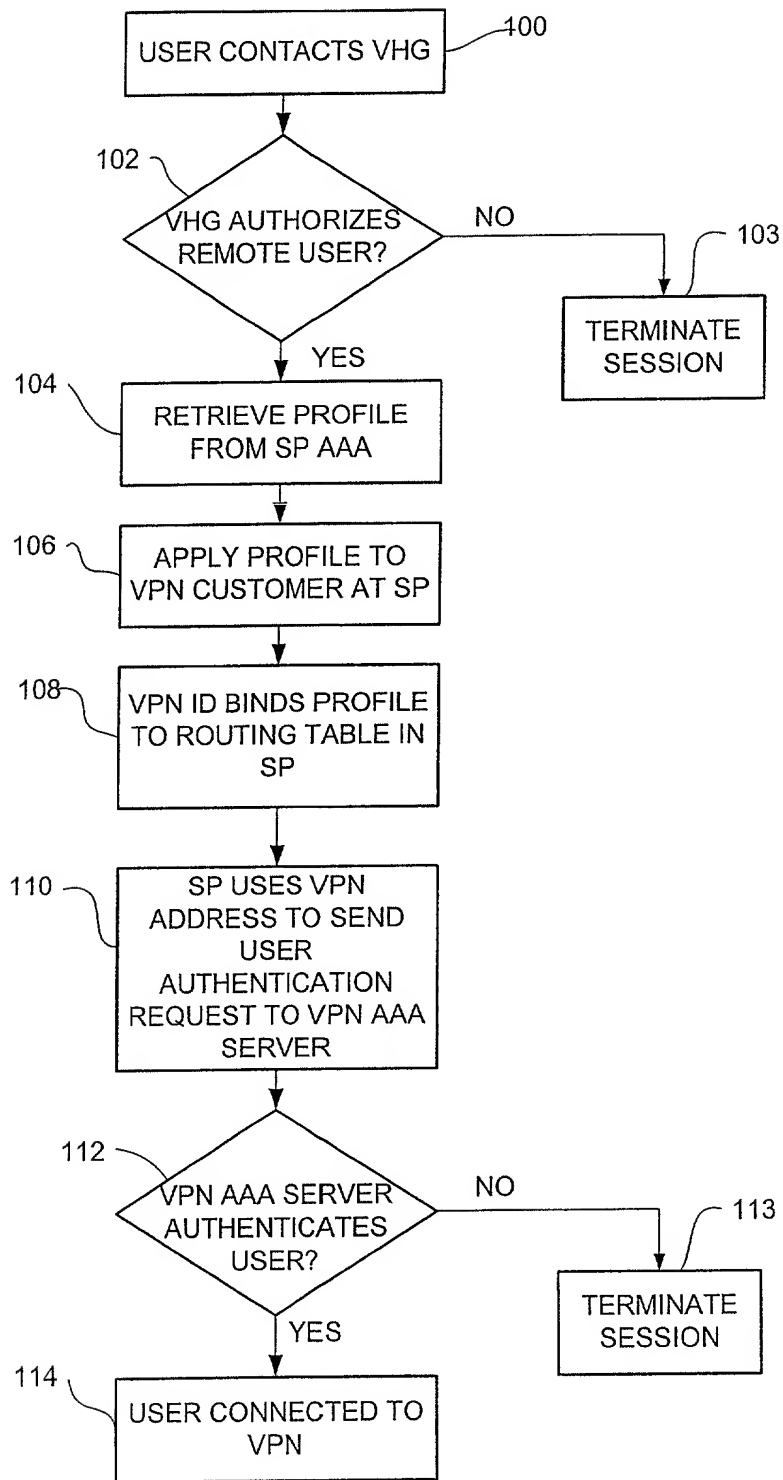 100
USER CONTACTS VHG
102
VHG AUTHORIZES
REMOTE USER?
NO
103
TERMINATE
SESSION
YES
104
RETRIEVE PROFILE
FROM SP AAA
106
APPLY PROFILE TO
VPN CUSTOMER AT SP
108
VPN ID BINDS PROFILE
TO ROUTING TABLE IN
SP
110
SP USES VPN
ADDRESS TO SEND
USER
AUTHENTICATION
REQUEST TO VPN AAA
SERVER
112
VPN AAA SERVER
AUTHENTICATES
USER?
NO
113
TERMINATE
SESSION
YES
114
USER CONNECTED TO
VPN